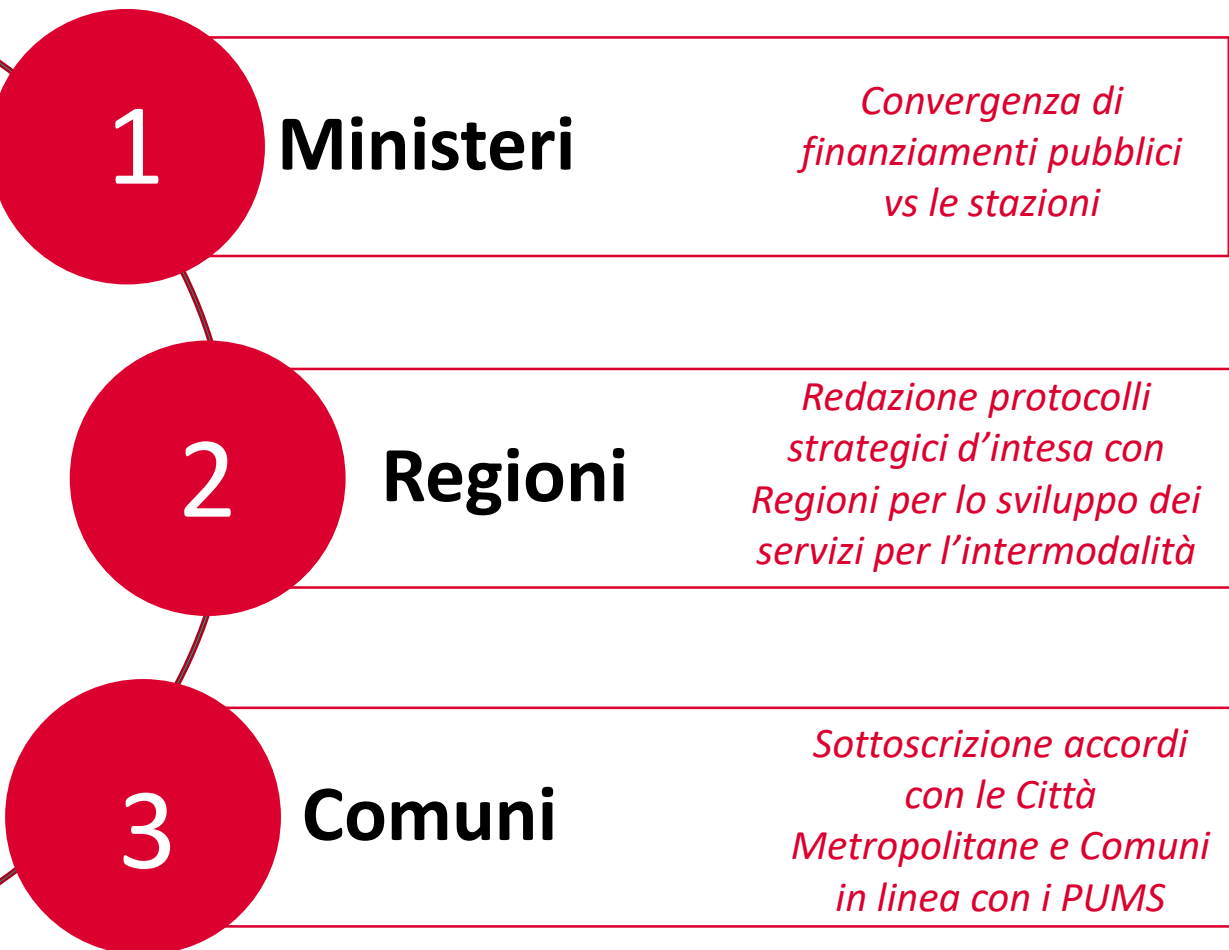 1
Ministeri
Convergenza di
finanziamenti pubblici
vs le stazioni
2
Regioni
Redazione protocolli
strategici d’intesa con
Regioni per lo sviluppo dei
servizi per l’intermodalità
3
Comuni
Sottoscrizione accordi
con le Città
Metropolitane e Comuni
in linea con i PUMS